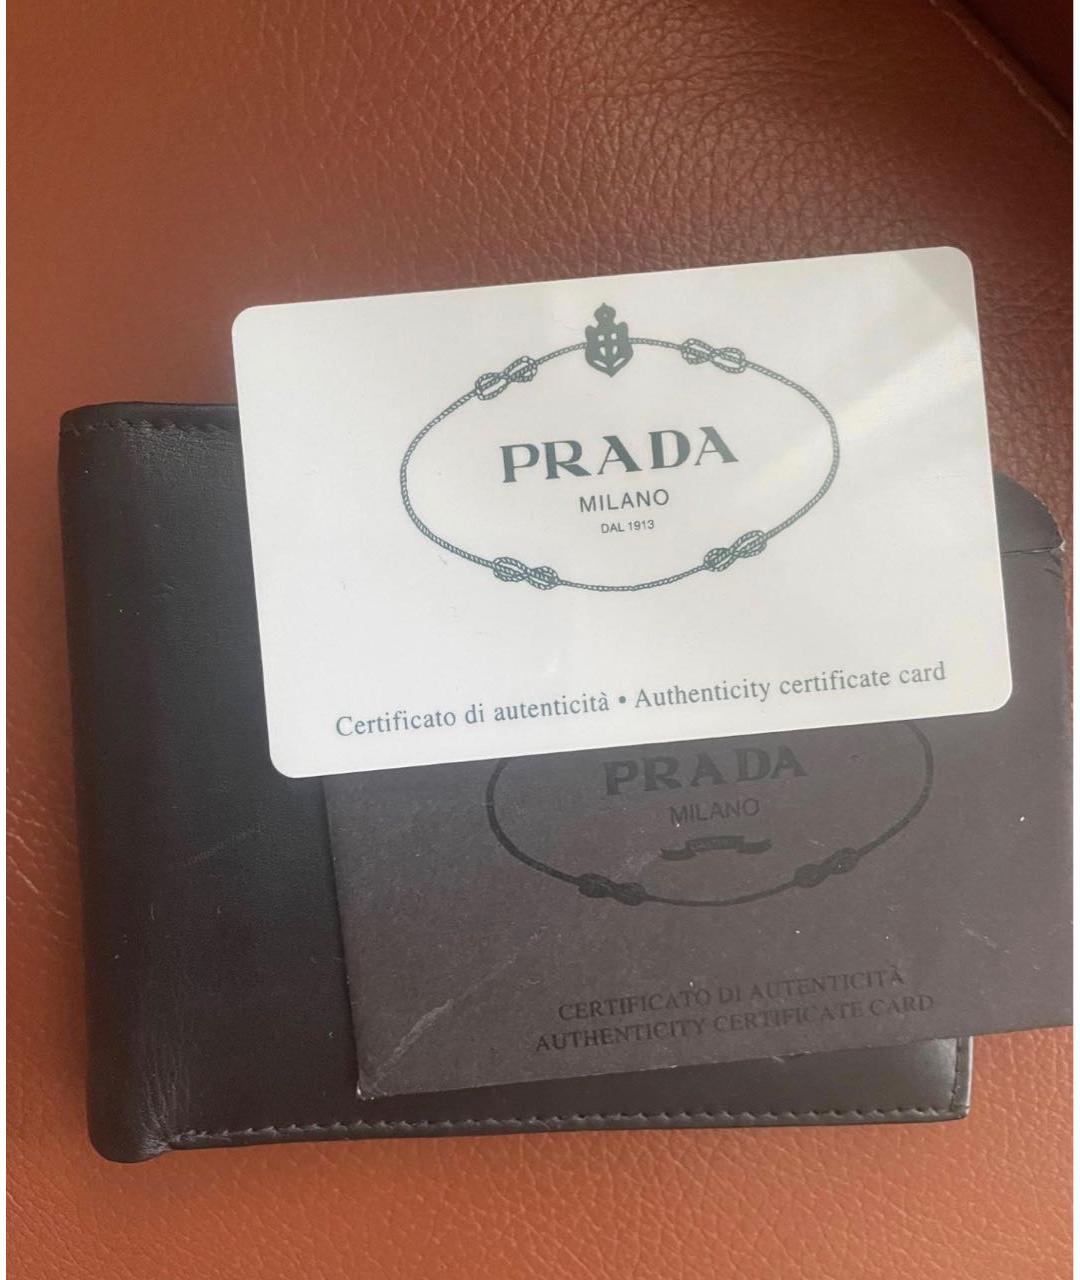 PRADA
MILANO
DAL 1913
Certificato di autenticità • Authenticity certificate card
PRADA
MILANO
CERTIFICATO DI AUTENTICITÀ
AUTHENTICITY CERTIFICATE CARD